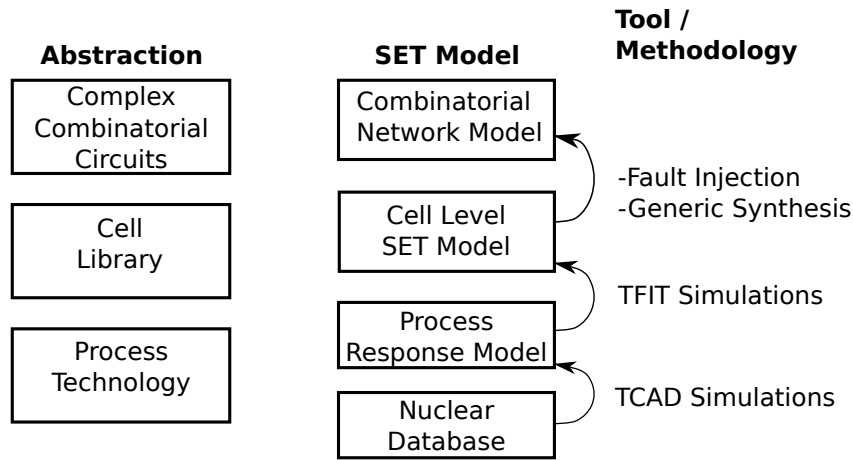 Abstraction
Complex
Combinatorial
Circuits
Cell
Library
Process
Technology
SET Model
Combinatorial
Network Model
Cell Level
SET Model
Process
Response Model
Nuclear
Database
Tool /
Methodology
-Fault Injection
-Generic Synthesis
TFIT Simulations
TCAD Simulations